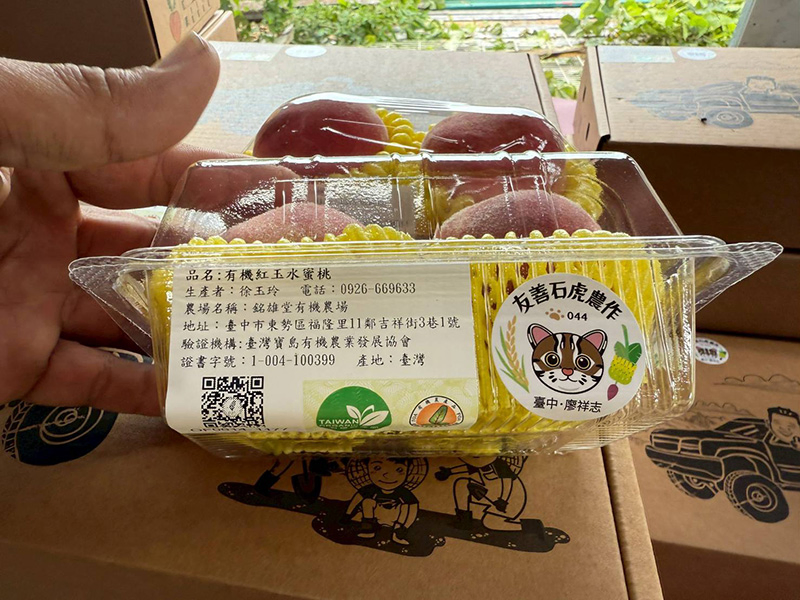 品名:有機紅玉水蜜桃
生產者：徐玉玲　電話：0926-669633
農場名稱：銘雄堂有機農場
地址：臺中市東勢區福隆里11鄰吉祥街3巷1號
驗證機構:臺灣寶島有機農業發展協會
證書字號：1-004-100399　產地：臺灣
TAIWAN
友善石虎農作
044
臺中・廖祥志